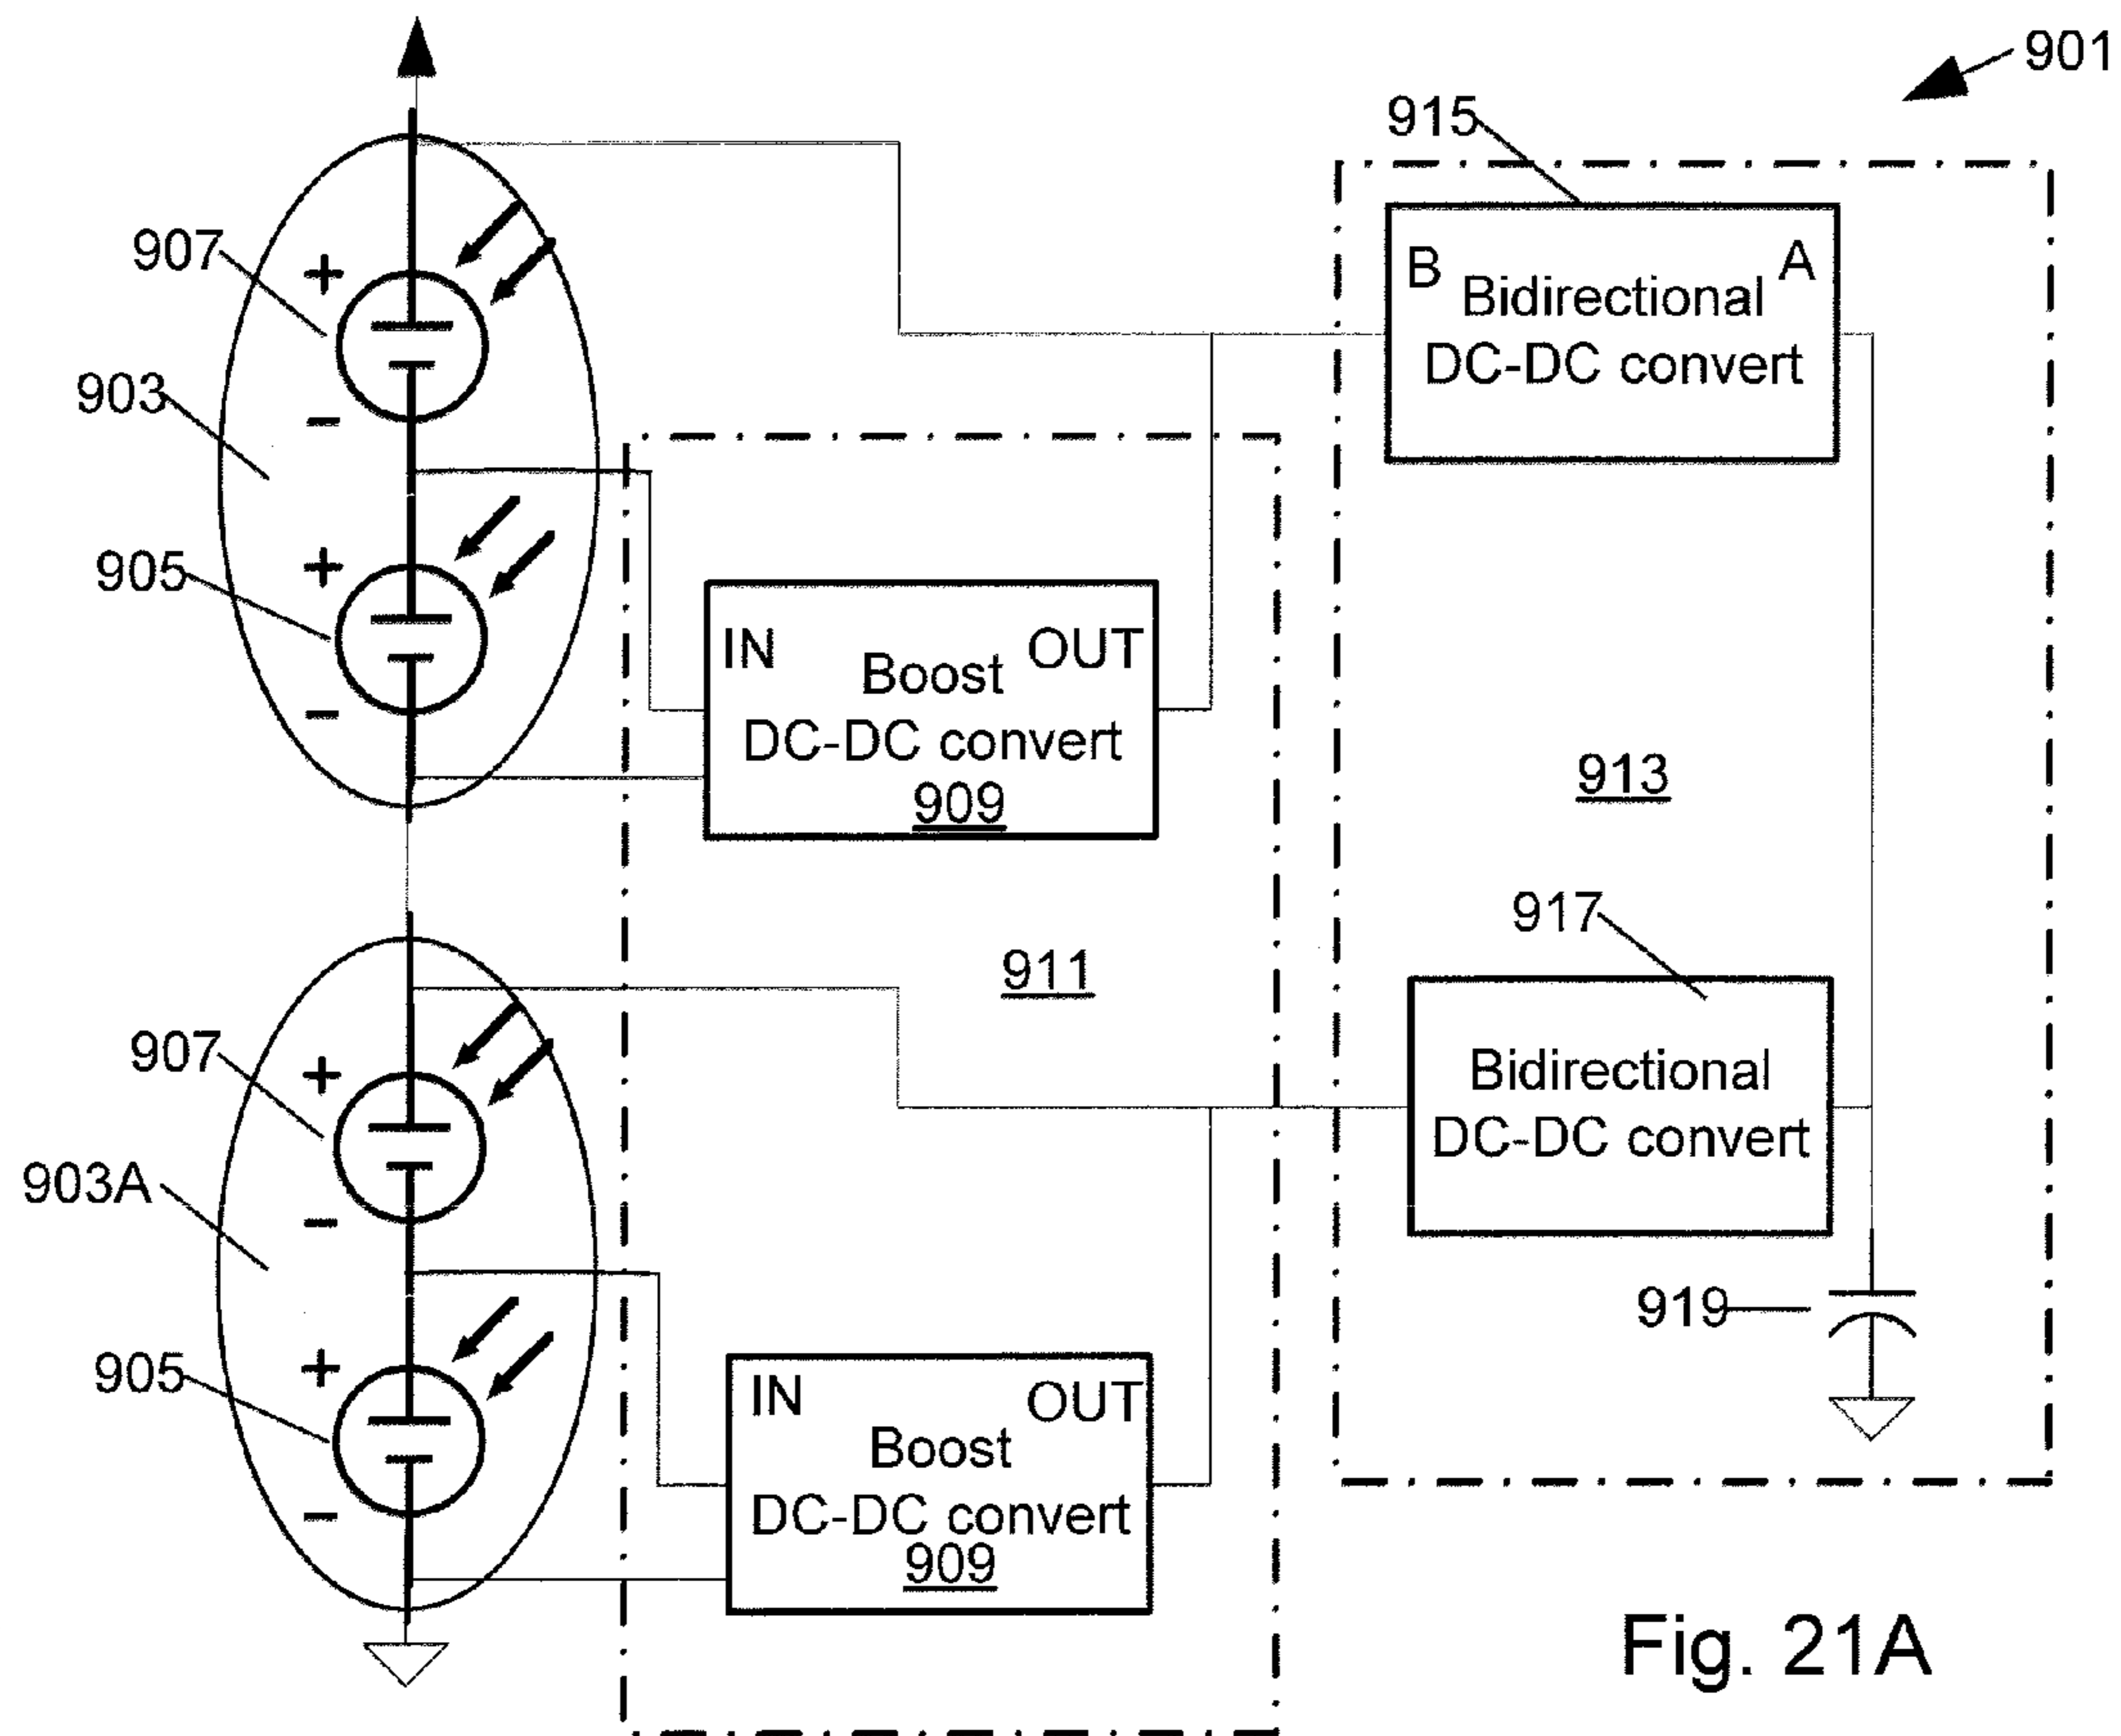 901
915
907
+
B
A
Bidirectional
DC-DC convert
903
−
+
905
−
IN
OUT
Boost
DC-DC convert
909
913
917
911
907
+
Bidirectional
DC-DC convert
903A
−
919
+
905
−
IN
OUT
Boost
DC-DC convert
909
Fig. 21A